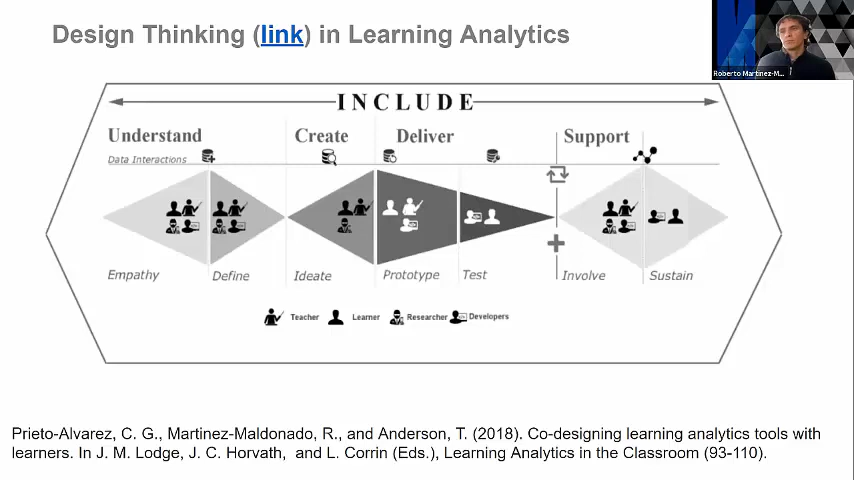 Design Thinking (link) in Learning Analytics
Roberto Martinez-M...
INCLUDE
Understand
Create
Deliver
Support
Data Interactions
Empathy
Define
Ideate
Prototype
Test
Involve
Sustain
Teacher
Learner
Researcher
Developers
Prieto-Alvarez, C. G., Martinez-Maldonado, R., and Anderson, T. (2018). Co-designing learning analytics tools with
learners. In J. M. Lodge, J. C. Horvath, and L. Corrin (Eds.), Learning Analytics in the Classroom (93-110).